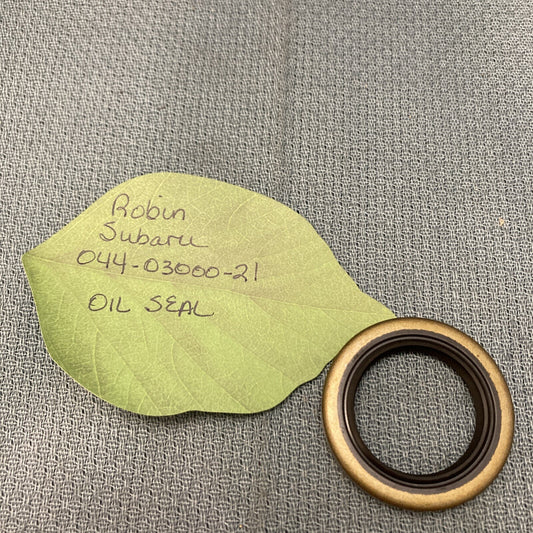 Robin
Subaru
044-03000-21
OIL SEAL